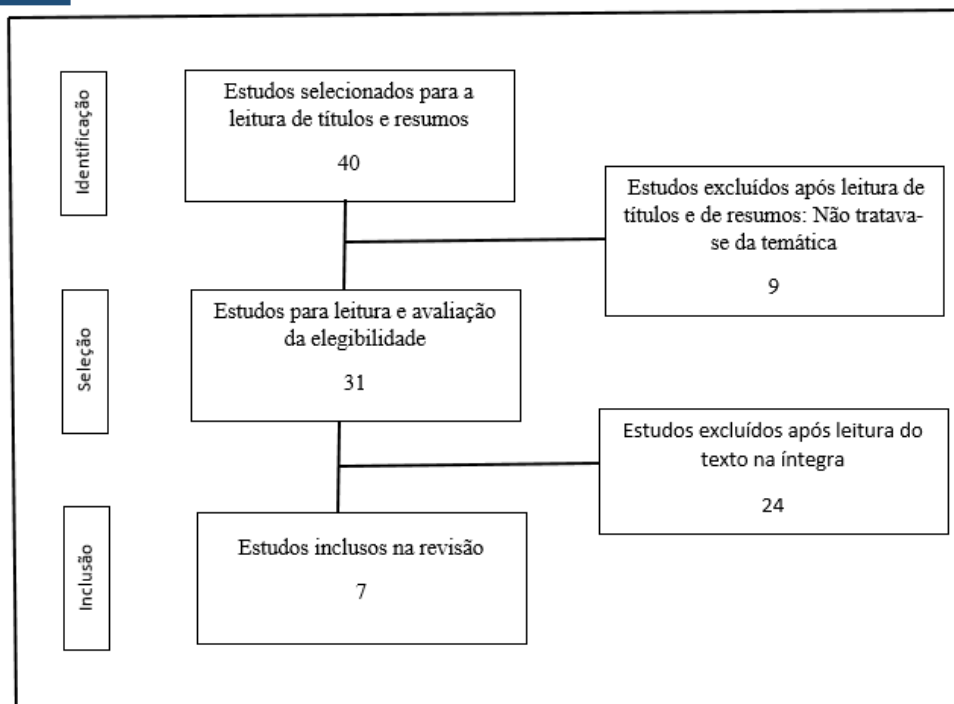 Identificação
Estudos selecionados para a
leitura de títulos e resumos
40
Estudos excluídos após leitura de
títulos e de resumos: Não tratava-
se da temática
9
Seleção
Estudos para leitura e avaliação
da elegibilidade
31
Estudos excluídos após leitura do
texto na íntegra
24
Inclusão
Estudos inclusos na revisão
7